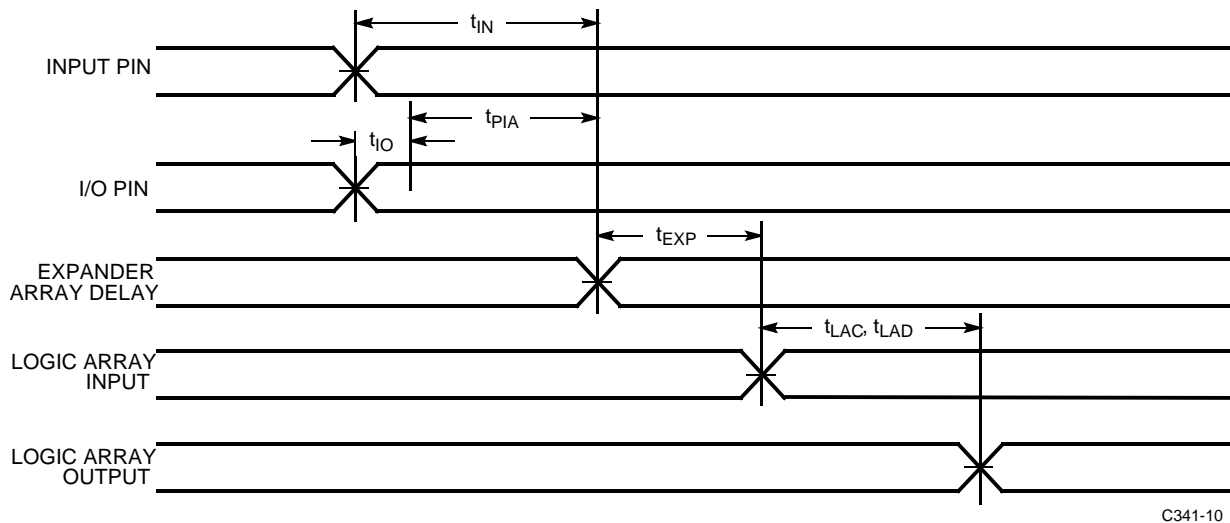 tIN
INPUT PIN
tPIA
tIO
I/O PIN
tEXP
EXPANDER
ARRAY DELAY
tLAC, tLAD
LOGIC ARRAY
INPUT
LOGIC ARRAY
OUTPUT
C341-10